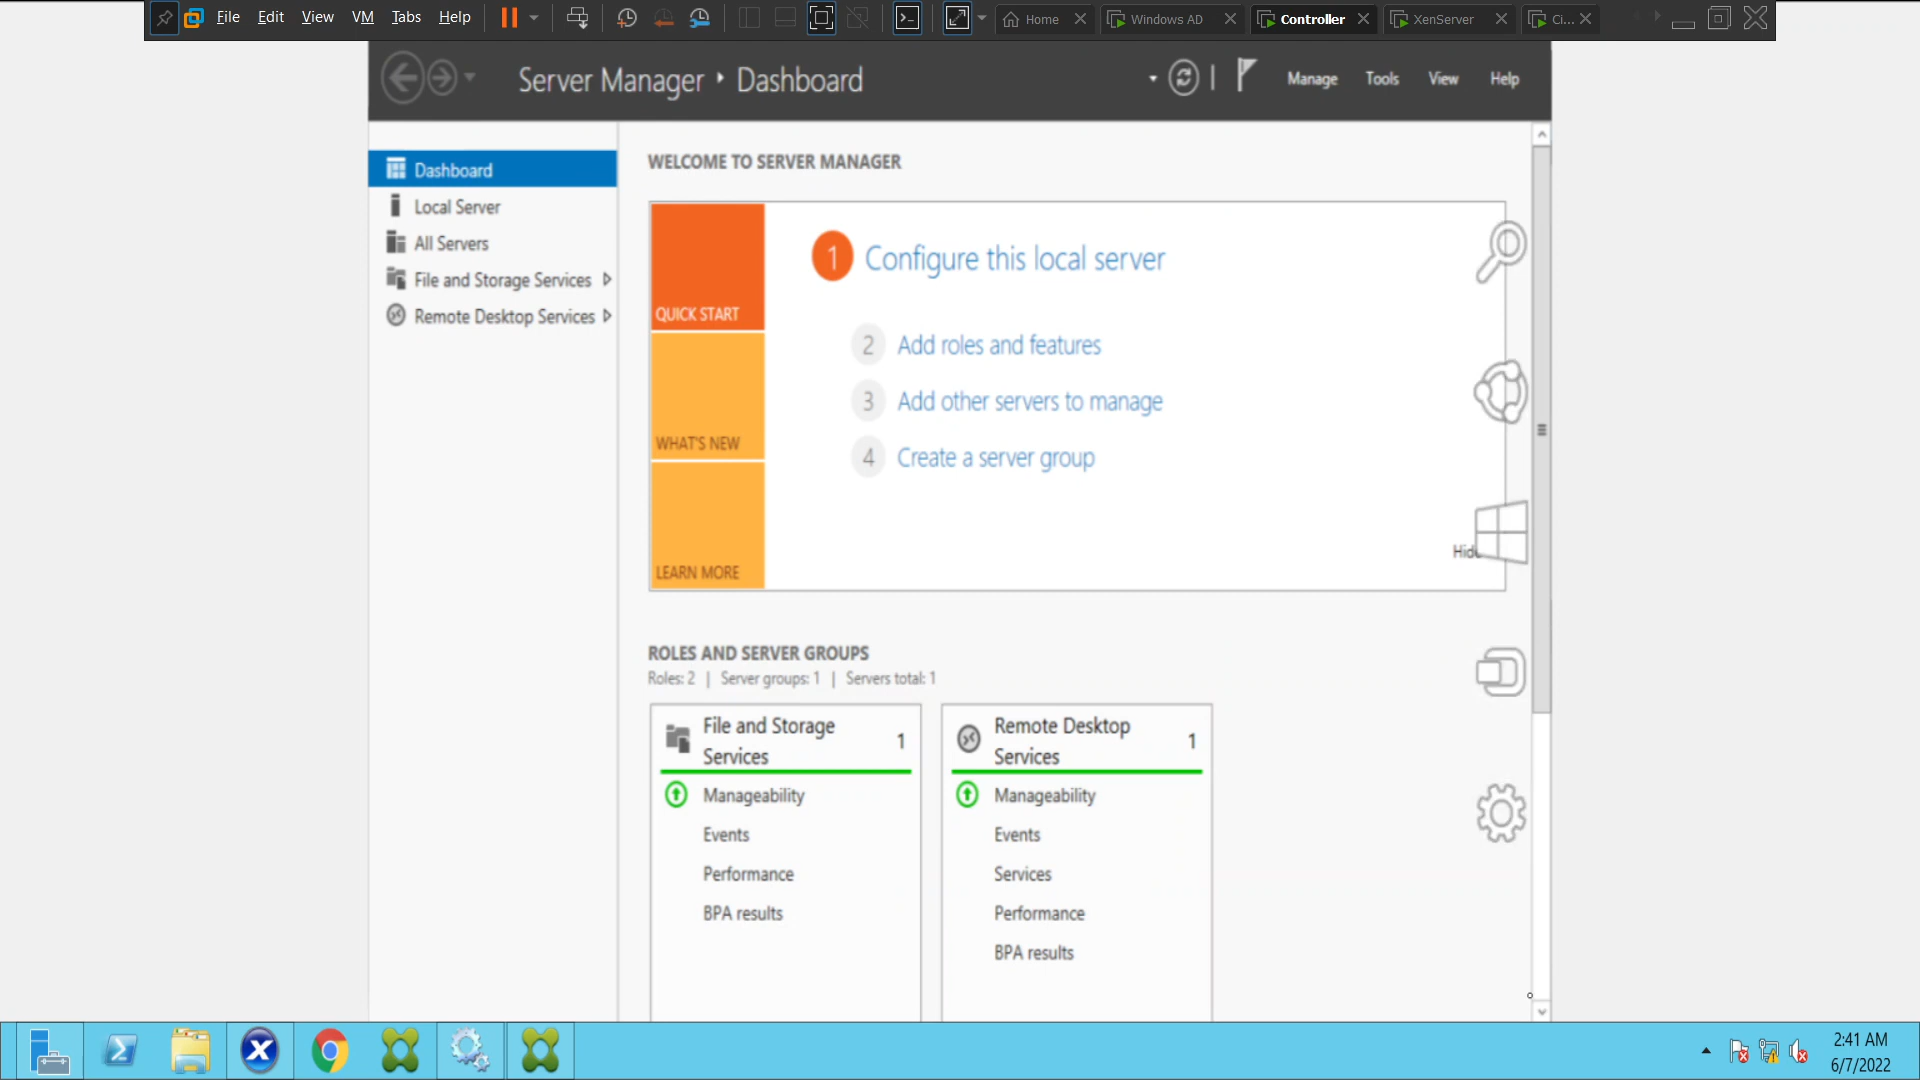 File Edit View VM Tabs Help Home Windows AD Controller XenServer Ci...
Server Manager Dashboard Manage Tools View Help
Dashboard
Local Server
All Servers
File and Storage Services
Remote Desktop Services
WELCOME TO SERVER MANAGER
QUICK START
WHAT'S NEW
LEARN MORE
1 Configure this local server
2 Add roles and features
3 Add other servers to manage
4 Create a server group
ROLES AND SERVER GROUPS
Roles: 2 | Server groups: 1 | Servers total: 1
File and Storage
Services 1
Manageability
Events
Performance
BPA results
Remote Desktop
Services 1
Manageability
Events
Services
Performance
BPA results
2:41 AM
6/7/2022